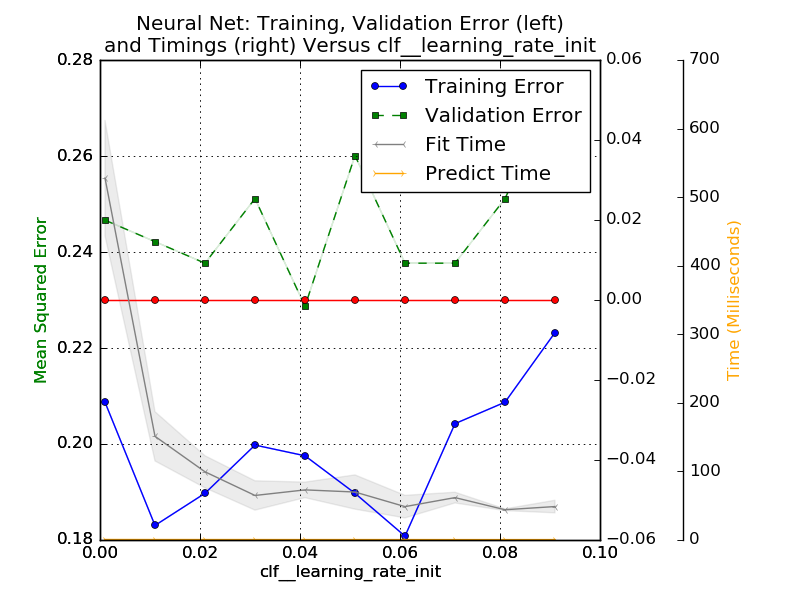 Neural Net: Training, Validation Error (left)
and Timings (right) Versus clf__learning_rate_init
Training Error
Validation Error
Fit Time
Predict Time
Mean Squared Error
0.28
0.26
0.24
0.22
0.20
0.18
0.00 0.02 0.04 0.06 0.08 0.10
clf__learning_rate_init
0.06
0.04
0.02
0.00
−0.02
−0.04
−0.06
700
600
500
400
300
200
100
0
Time (Milliseconds)